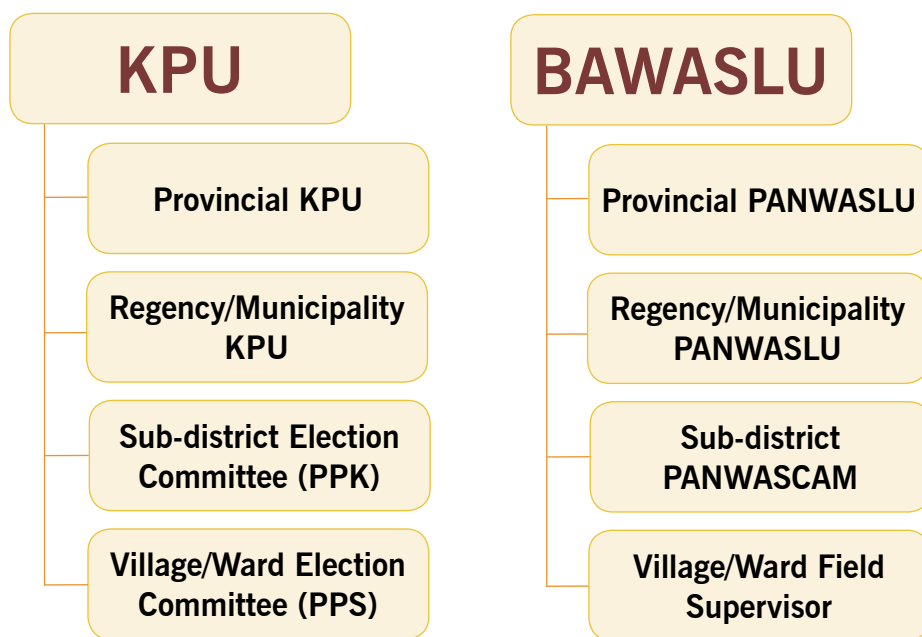 KPU
Provincial KPU
Regency/Municipality
KPU
Sub-district Election
Committee (PPK)
Village/Ward Election
Committee (PPS)
BAWASLU
Provincial PANWASLU
Regency/Municipality
PANWASLU
Sub-district
PANWASCAM
Village/Ward Field
Supervisor